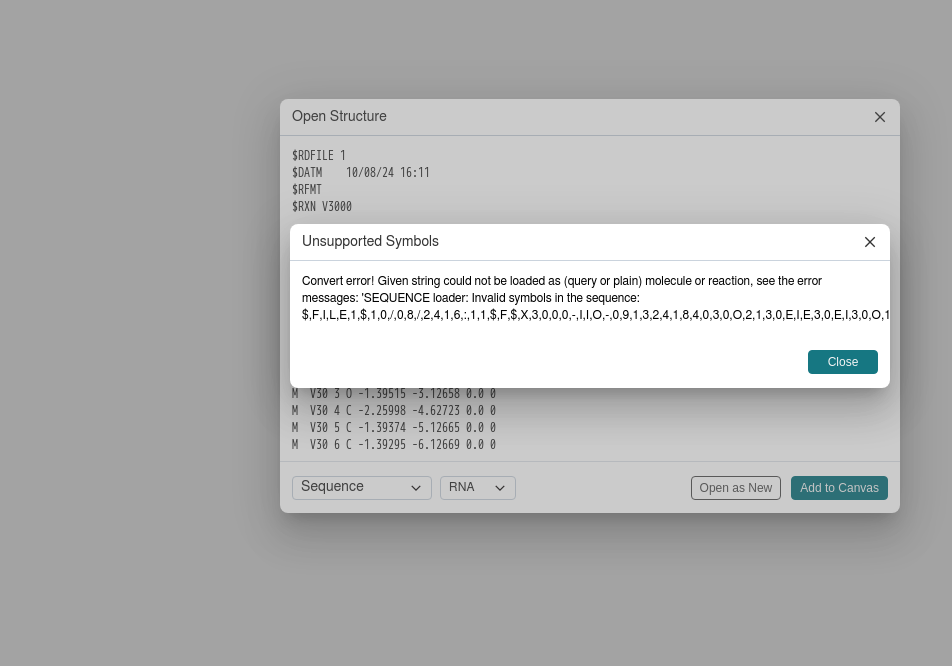 Open Structure
$RDFILE 1
$DATM    10/08/24 16:11
$RFMT
$RXN V3000
Unsupported Symbols
Convert error! Given string could not be loaded as (query or plain) molecule or reaction, see the error
messages: 'SEQUENCE loader: Invalid symbols in the sequence:
$,F,I,L,E,1,$,1,0,/,0,8,/,2,4,1,6,:,1,1,$,F,$,X,3,0,0,0,-,I,I,O,-,0,9,1,3,2,4,1,8,4,0,3,0,O,2,1,3,0,E,I,E,3,0,E,I,3,0,O,1
Close
M  V30 3 O -1.39515 -3.12658 0.0 0
M  V30 4 C -2.25998 -4.62723 0.0 0
M  V30 5 C -1.39374 -5.12665 0.0 0
M  V30 6 C -1.39295 -6.12669 0.0 0
Sequence RNA Open as New Add to Canvas